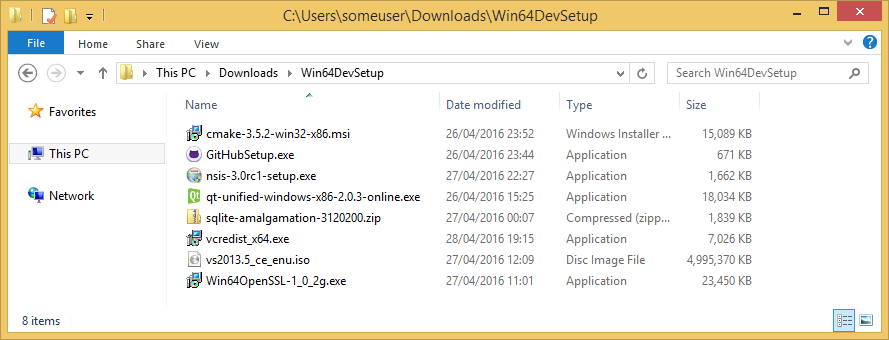 C:\Users\someuser\Downloads\Win64DevSetup
File Home Share View
This PC Downloads Win64DevSetup Search Win64DevSetup
Favorites
This PC
Network
Name Date modified Type Size
cmake-3.5.2-win32-x86.msi 26/04/2016 23:52 Windows Installer ... 15,089 KB
GitHubSetup.exe 26/04/2016 23:44 Application 671 KB
nsis-3.0rc1-setup.exe 27/04/2016 22:27 Application 1,662 KB
qt-unified-windows-x86-2.0.3-online.exe 26/04/2016 15:25 Application 18,034 KB
sqlite-amalgamation-3120200.zip 27/04/2016 00:07 Compressed (zipp... 1,839 KB
vcredist_x64.exe 28/04/2016 19:15 Application 7,026 KB
vs2013.5_ce_enu.iso 27/04/2016 12:09 Disc Image File 4,995,370 KB
Win64OpenSSL-1_0_2g.exe 27/04/2016 11:01 Application 23,450 KB
8 items